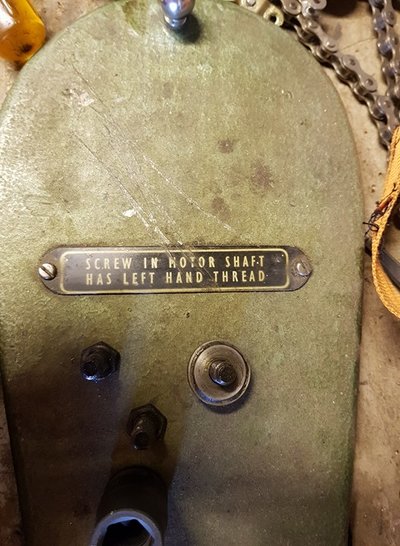 SCREW IN MOTOR SHAFT
HAS LEFT HAND THREAD